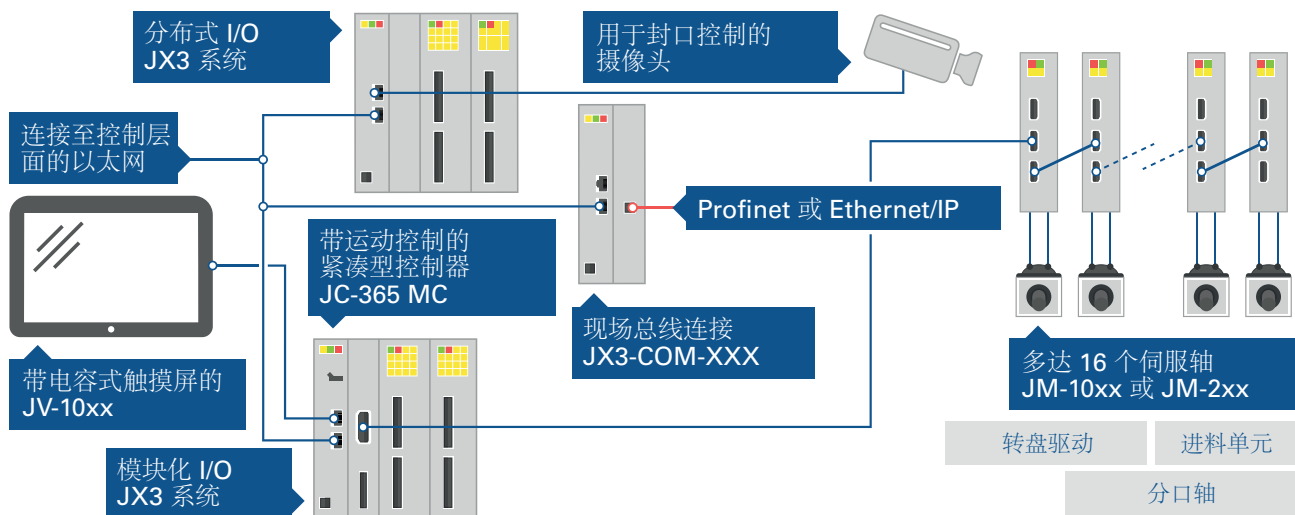 分布式 I/O
JX3 系统
用于封口控制的
摄像头
连接至控制层
面的以太网
Profinet 或 Ethernet/IP
带运动控制的
紧凑型控制器
JC-365 MC
现场总线连接
JX3-COM-XXX
带电容式触摸屏的
JV-10xx
多达 16 个伺服轴
JM-10xx 或 JM-2xx
转盘驱动
进料单元
模块化 I/O
JX3 系统
分口轴